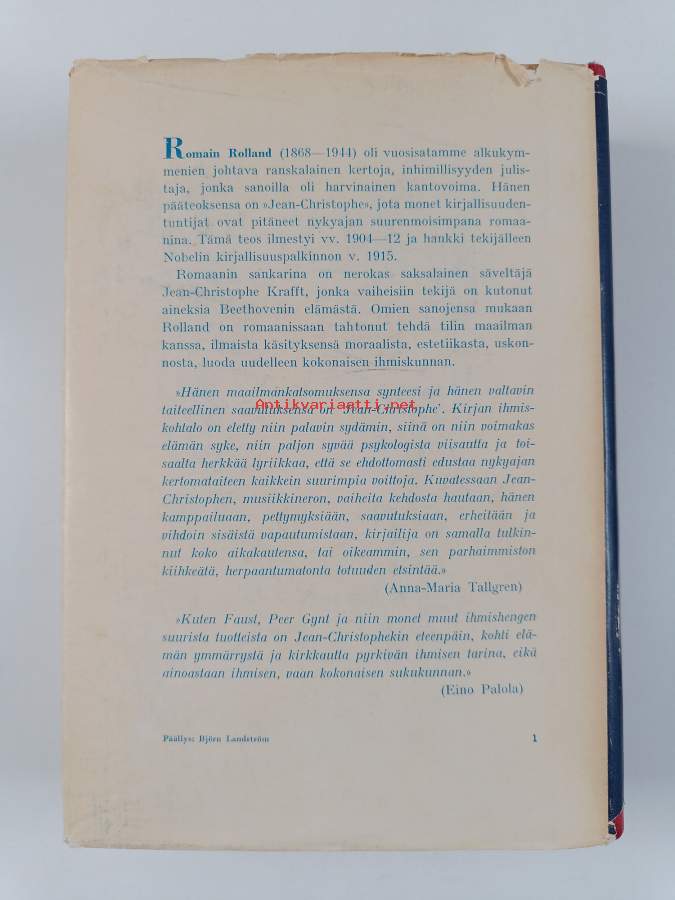 Romain Rolland (1868—1944) oli vuosisatamme alkukym-
menien johtava ranskalainen kertoja, inhimillisyyden julis-
taja, jonka sanoilla oli harvinainen kantovoima. Hänen
pääteoksensa on »Jean-Christophe», jota monet kirjallisuuden-
tuntijat ovat pitäneet nykyajan suurenmoisimpana romaa-
nina. Tämä teos ilmestyi vv. 1904—12 ja hankki tekijälleen
Nobelin kirjallisuuspalkinnon v. 1915.
Romaanin sankarina on nerokas saksalainen säveltäjä
Jean-Christophe Krafft, jonka vaiheisiin tekijä on kutonut
aineksia Beethovenin elämästä. Omien sanojensa mukaan
Rolland on romaanissaan tahtonut tehdä tilin maailman
kanssa, ilmaista käsityksensä moraalista, estetiikasta, uskon-
nosta, luoda uudelleen kokonaisen ihmiskunnan.
»Hänen maailmankatsomuksensa synteesi ja hänen valtavin
Antikvariaatti.net
taiteellinen saavutuksensa on 'Jean-Christophe'. Kirjan ihmis-
kohtalo on eletty niin palavin sydämin, siinä on niin voimakas
elämän syke, niin paljon syvää psykologista viisautta ja toi-
saalta herkkää lyriikkaa, että se ehdottomasti edustaa nykyajan
kertomataiteen kaikkein suurimpia voittoja. Kuvatessaan Jean-
Christophen, musiikkineron, vaiheita kehdosta hautaan, hänen
kamppailuaan, pettymyksiään, saavutuksiaan, erheitään ja
vihdoin sisäistä vapautumistaan, kirjailija on samalla tulkin-
nut koko aikakautensa, tai oikeammin, sen parhaimmiston
kiihkeätä, herpaantumatonta totuuden etsintää.»
(Anna-Maria Tallgren)
»Kuten Faust, Peer Gynt ja niin monet muut ihmishengen
suurista tuotteista on Jean-Christophekin eteenpäin, kohti elä-
män ymmärrystä ja kirkkautta pyrkivän ihmisen tarina, eikä
ainoastaan ihmisen, vaan kokonaisen sukukunnan.»
(Eino Palola)
Päällys: Björn Landström 1